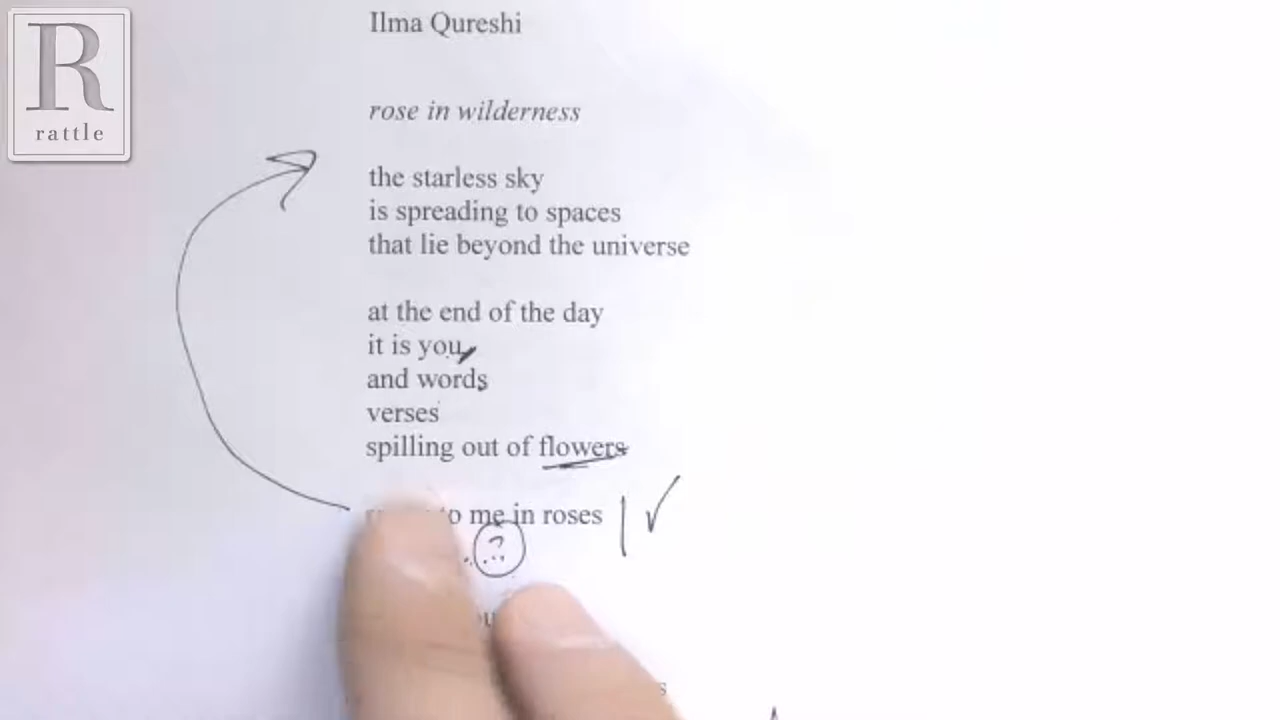 R
rattle
Ilma Qureshi
rose in wilderness
the starless sky
is spreading to spaces
that lie beyond the universe
at the end of the day
it is you,
and words
verses
spilling out of flowers
to me in roses
?